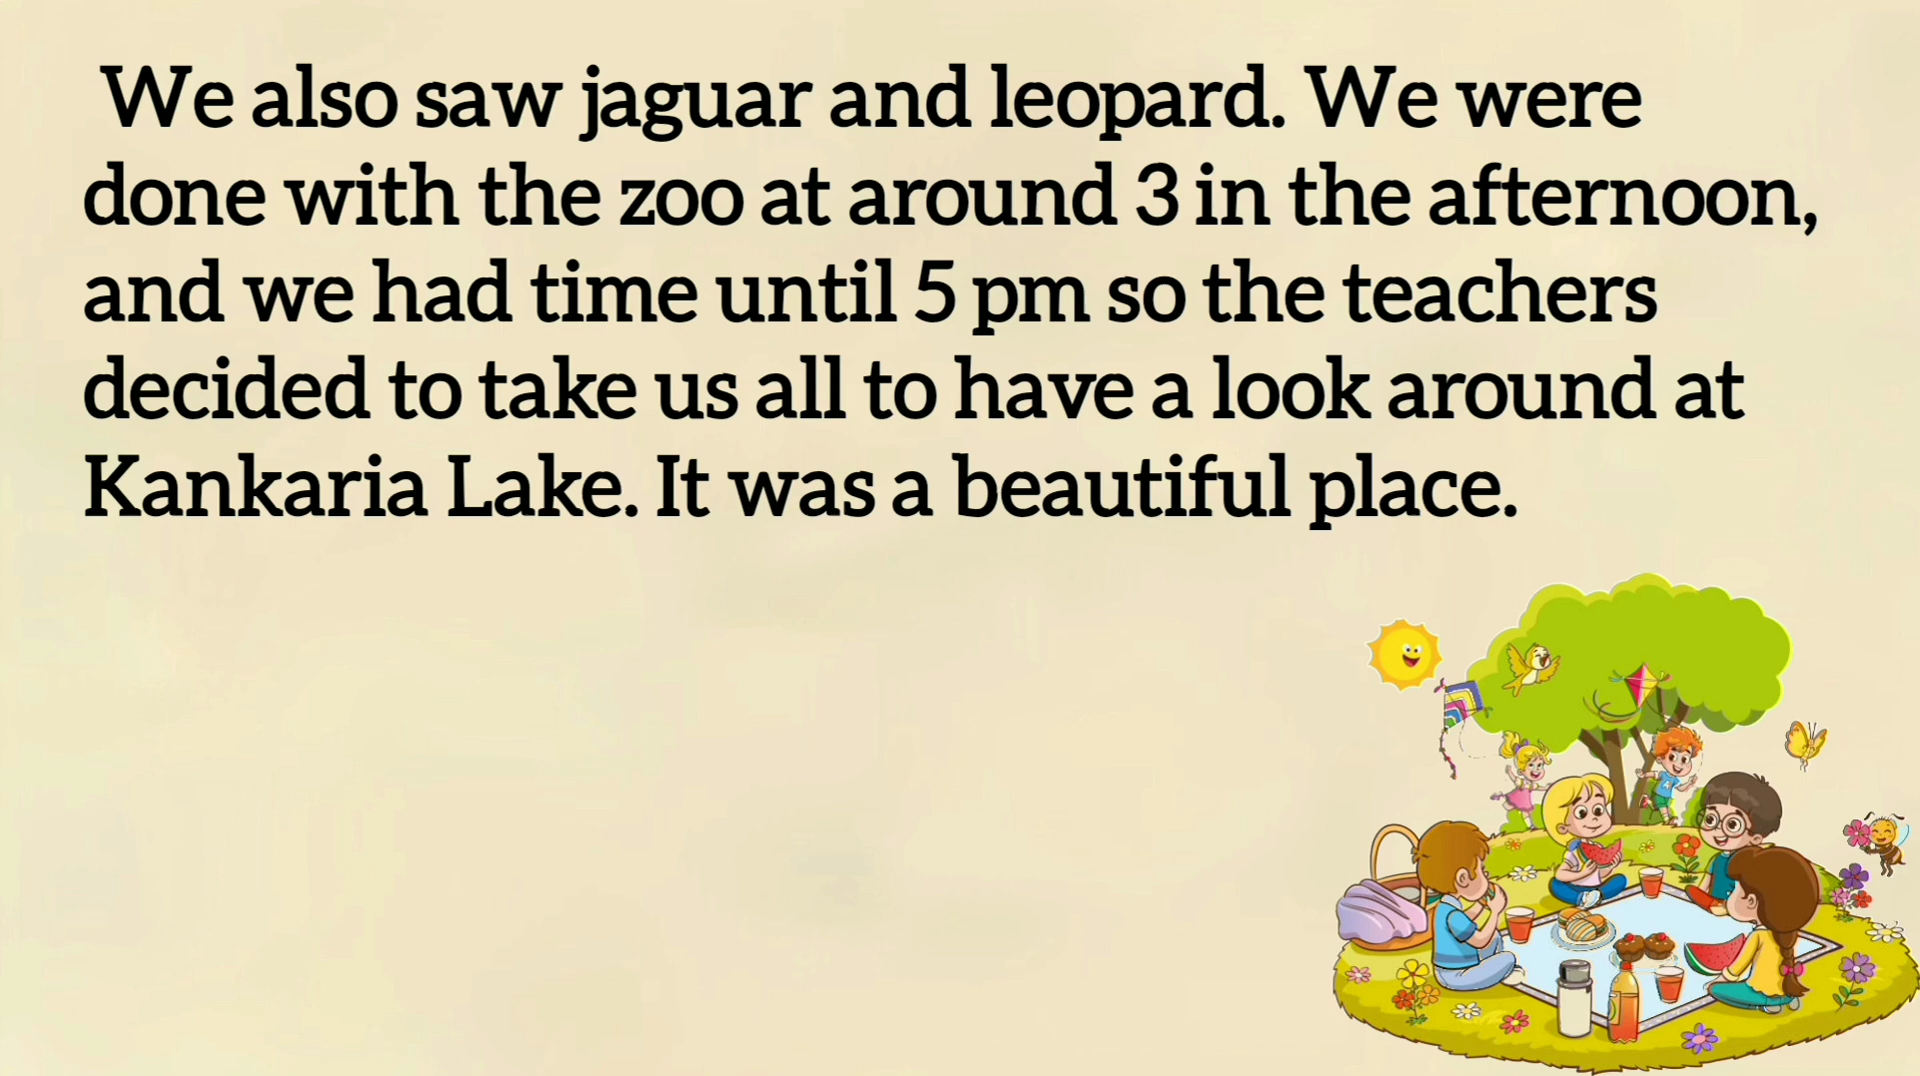 We also saw jaguar and leopard. We were
done with the zoo at around 3 in the afternoon,
and we had time until 5 pm so the teachers
decided to take us all to have a look around at
Kankaria Lake. It was a beautiful place.